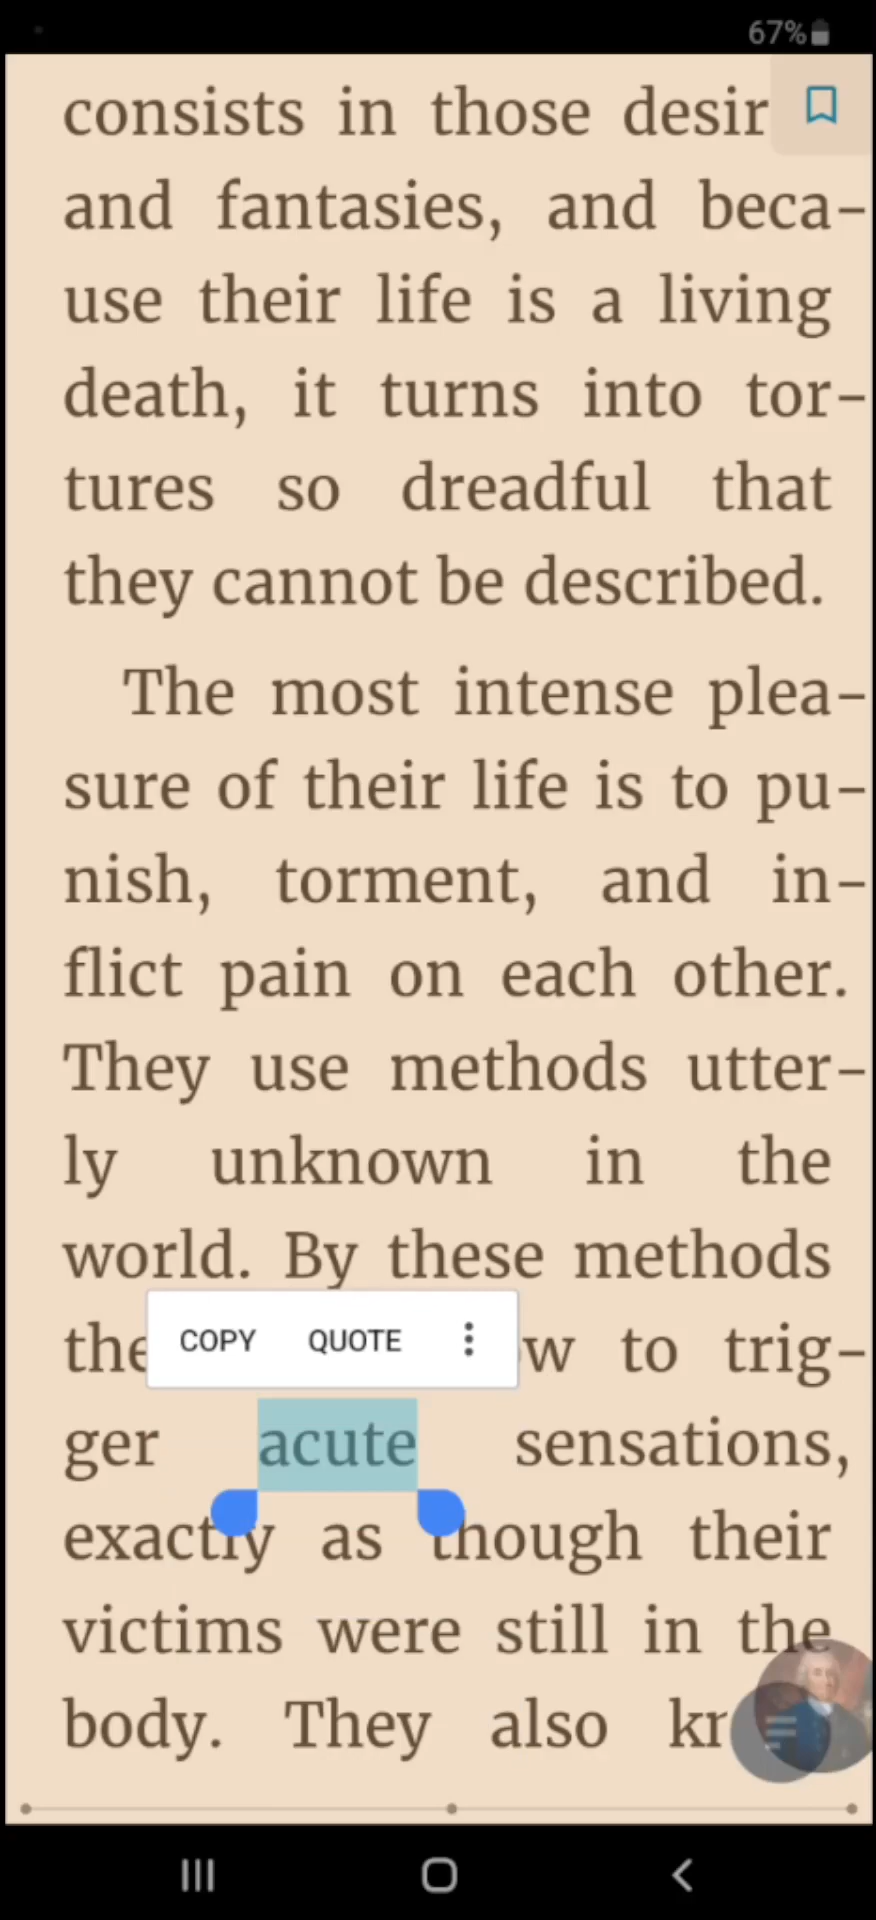 67%
consists in those desir
and fantasies, and beca-
use their life is a living
death, it turns into tor-
tures so dreadful that
they cannot be described.
The most intense plea-
sure of their life is to pu-
nish, torment, and in-
flict pain on each other.
They use methods utter-
ly unknown in the
world. By these methods
the
COPY QUOTE
w to trig-
ger acute sensations,
exactly as though their
victims were still in the
body. They also kr